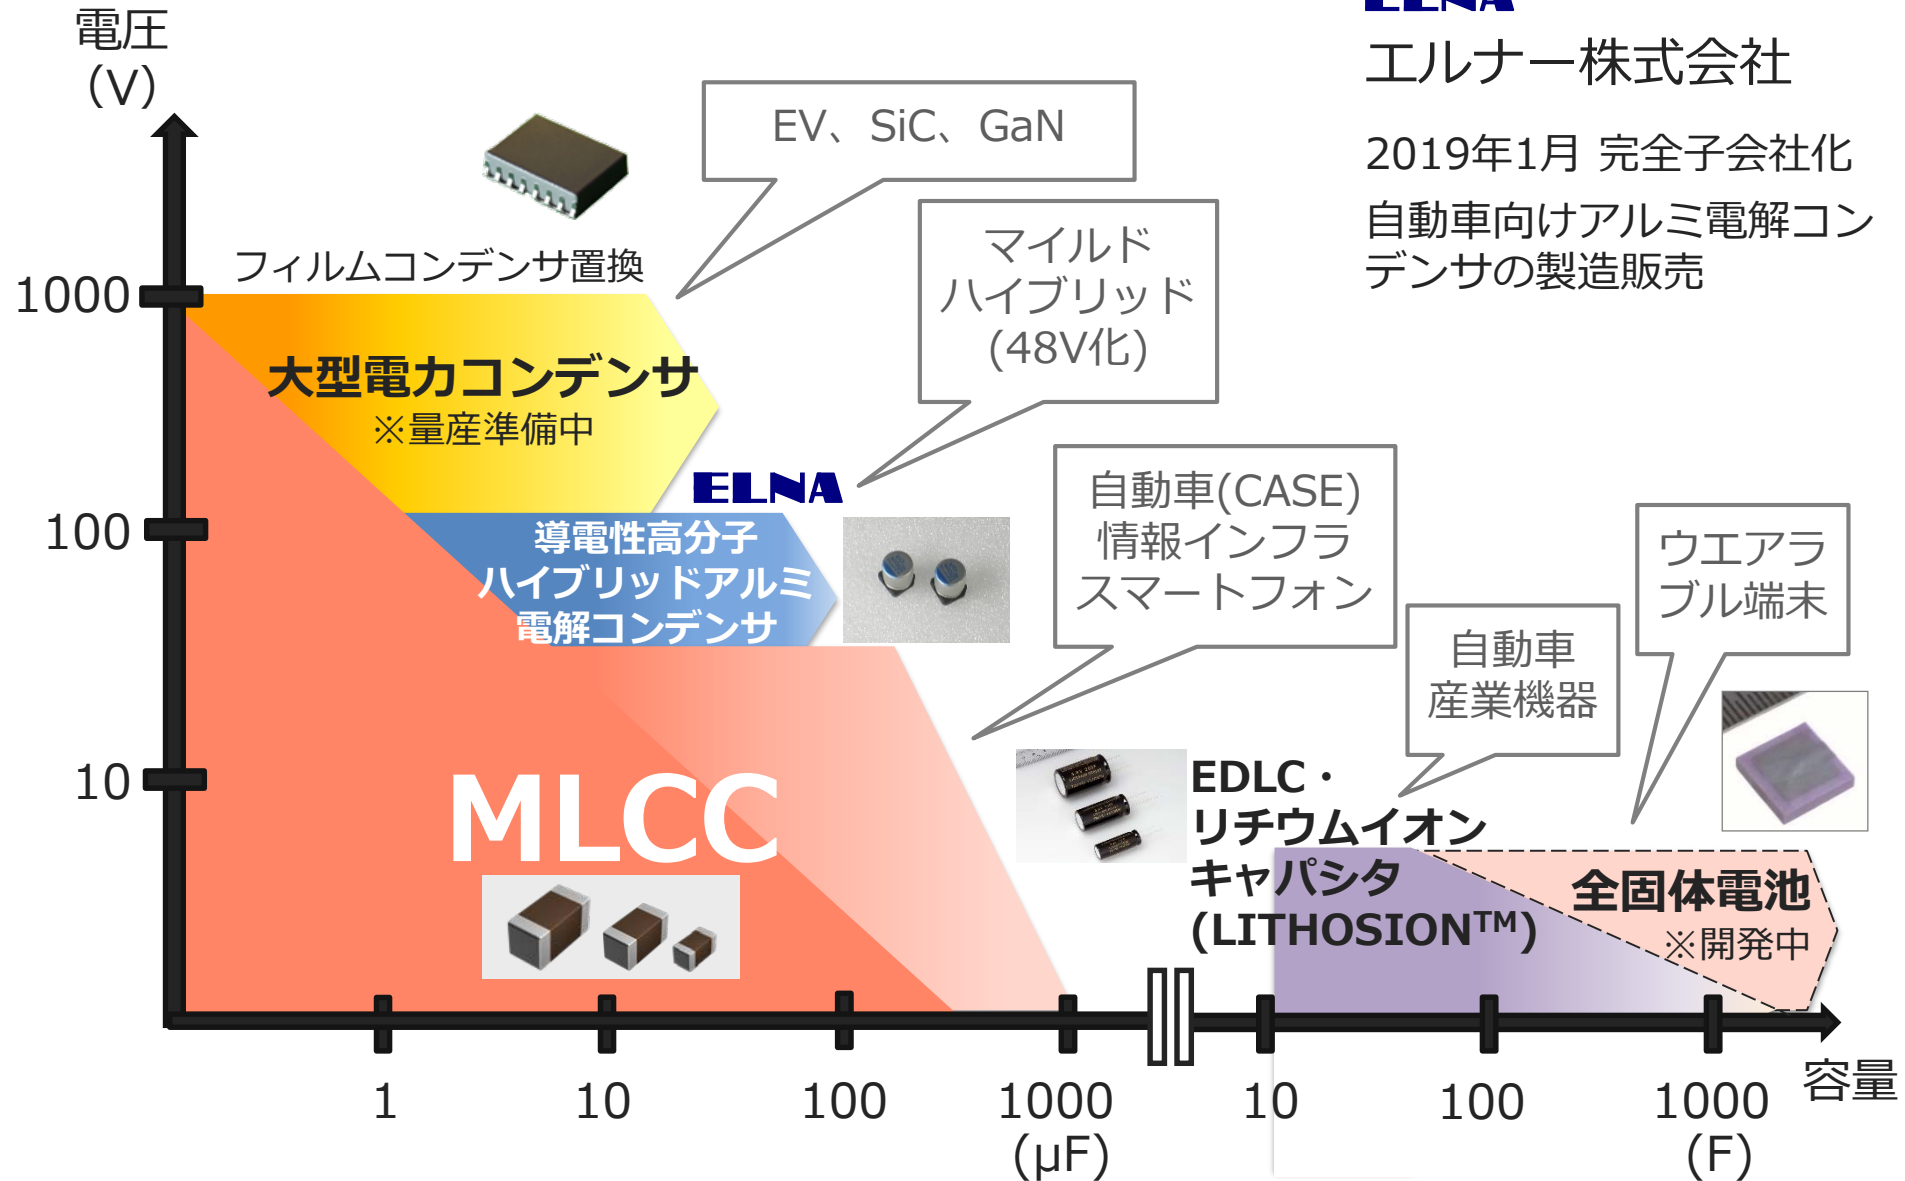 電圧
(V)
ELNA
エルナー株式会社
2019年1月 完全子会社化
自動車向けアルミ電解コン
デンサの製造販売
EV、SiC、GaN
マイルド
ハイブリッド
(48V化)
フィルムコンデンサ置換
1000
大型電力コンデンサ
※量産準備中
ELNA
自動車(CASE)
情報インフラ
スマートフォン
100
導電性高分子
ハイブリッドアルミ
電解コンデンサ
ウエアラ
ブル端末
自動車
産業機器
10
MLCC
EDLC・
リチウムイオン
キャパシタ
(LITHOSION™)
全固体電池
※開発中
1
10
100
1000
(μF)
10
100
1000
(F)
容量